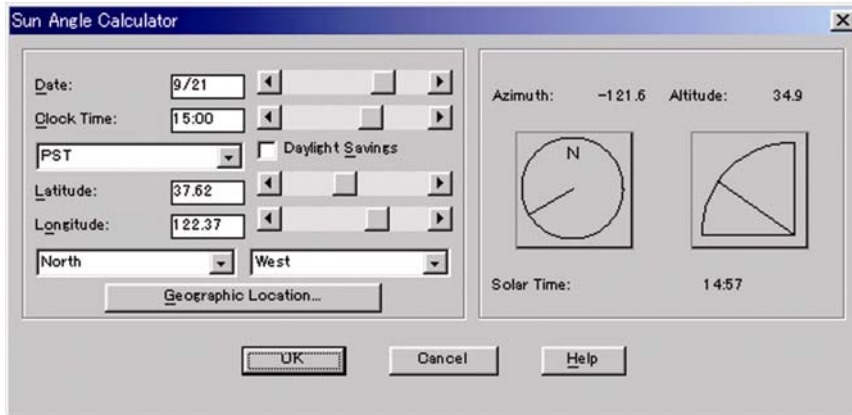 Sun Angle Calculator
Date: 9/21
Clock Time: 15:00
PST
Daylight Savings
Latitude: 37.62
Longitude: 122.37
North West
Geographic Location...
Azimuth: -121.6 Altitude: 34.9
N
Solar Time: 14:57
OK Cancel Help